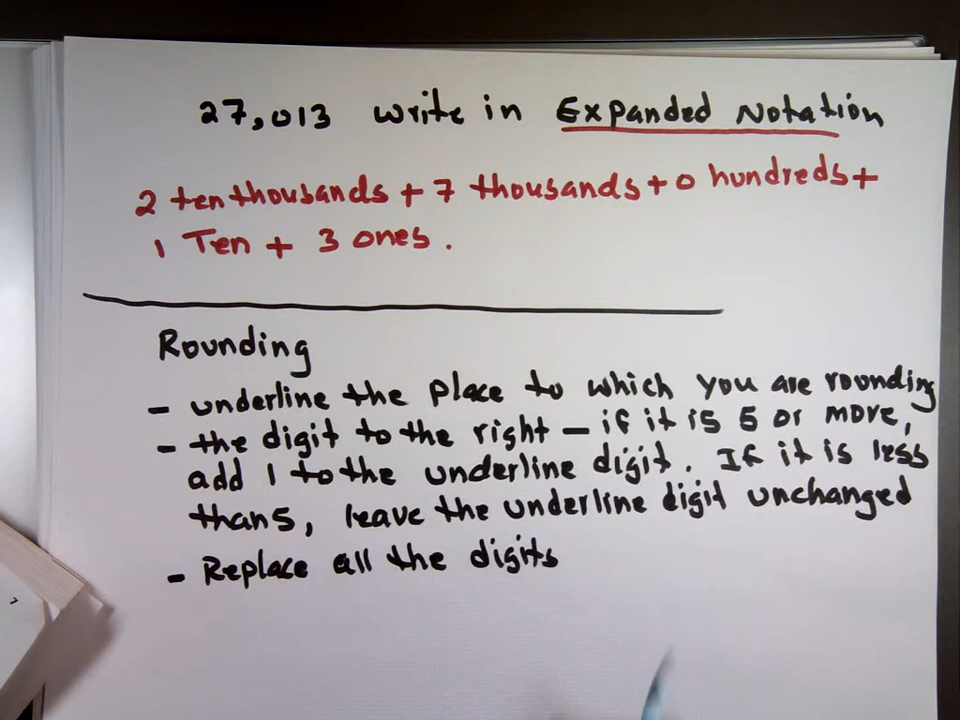 27,013 write in Expanded Notation
2 ten thousands + 7 thousands + 0 hundreds +
1 Ten + 3 ones.
Rounding
- underline the place to which you are rounding
- the digit to the right - if it is 5 or more,
add 1 to the underline digit. If it is less
than 5, leave the underline digit unchanged
- Replace all the digits